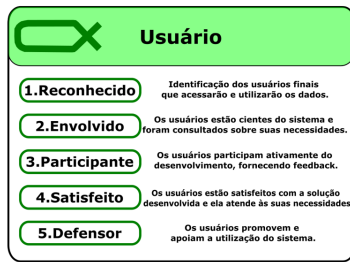 Usuário
1.Reconhecido
Identificação dos usuários finais
que acessarão e utilizarão os dados.
2.Envolvido
Os usuários estão cientes do sistema e
foram consultados sobre suas necessidades.
3.Participante
Os usuários participam ativamente do
desenvolvimento, fornecendo feedback.
4.Satisfeito
Os usuários estão satisfeitos com a solução
desenvolvida e ela atende às suas necessidades
5.Defensor
Os usuários promovem e
apoiam a utilização do sistema.